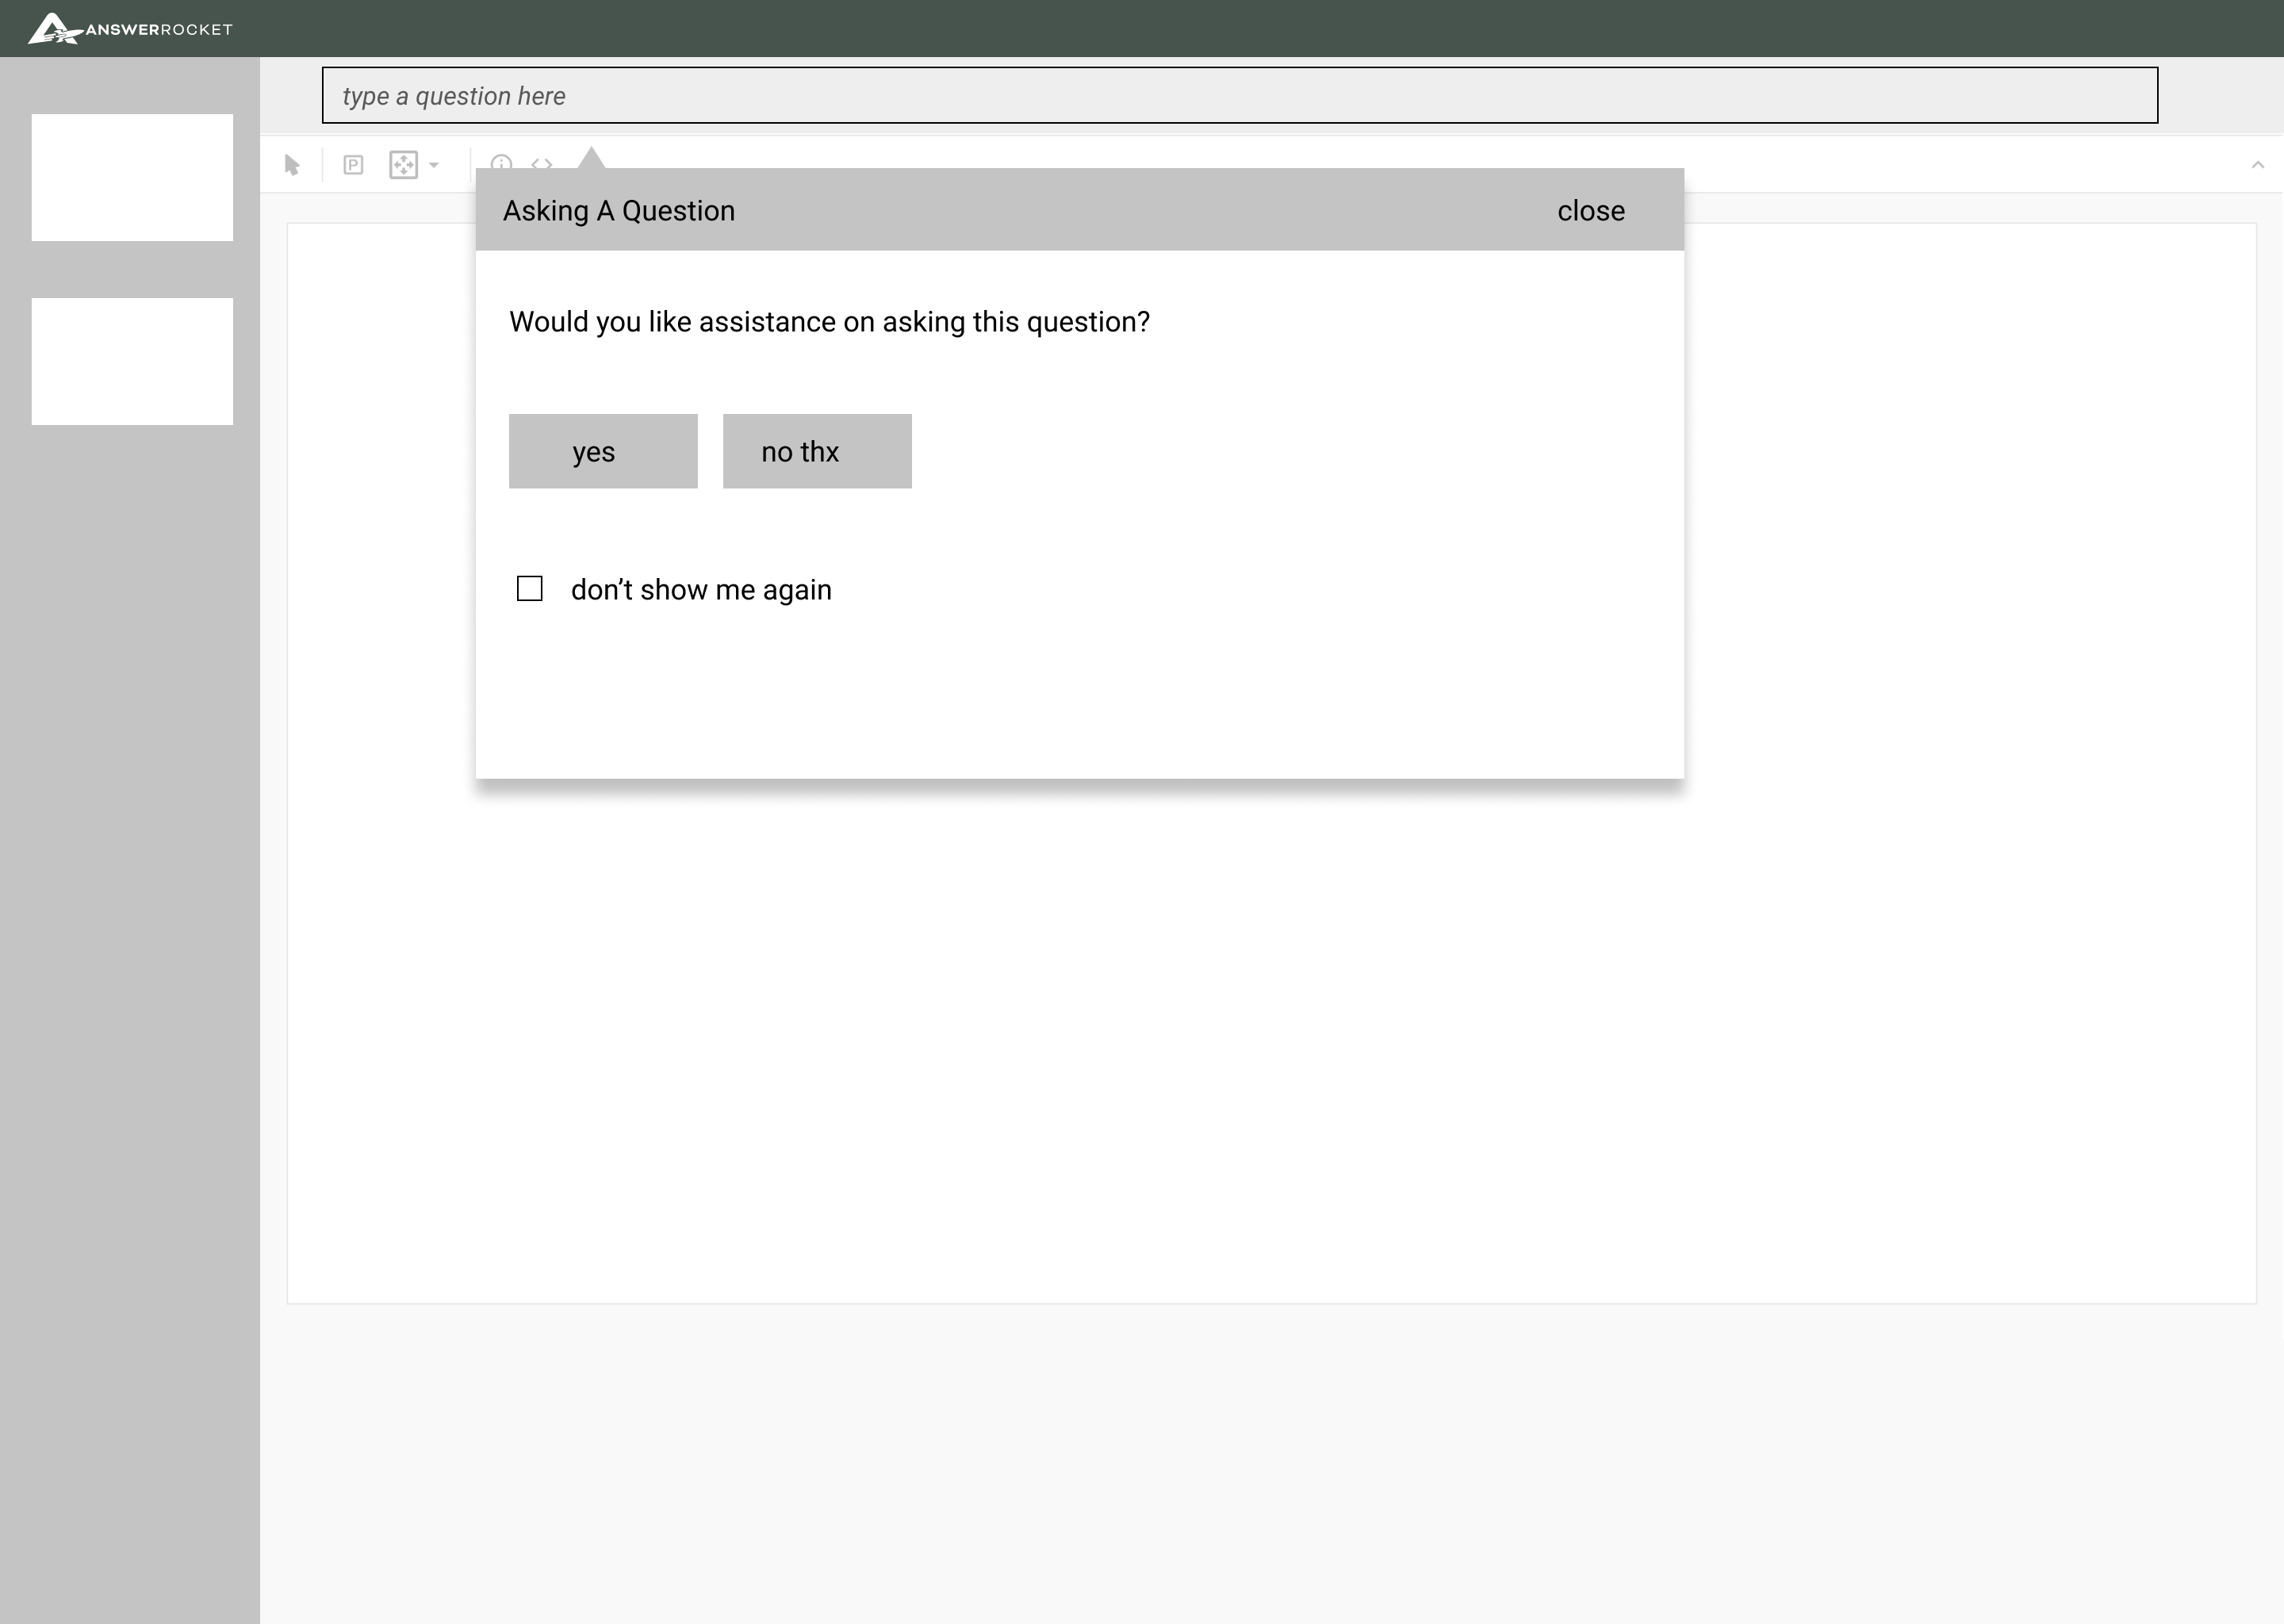 ANSWERROCKET
type a question here
P
Asking A Question
close
Would you like assistance on asking this question?
yes
no thx
don’t show me again